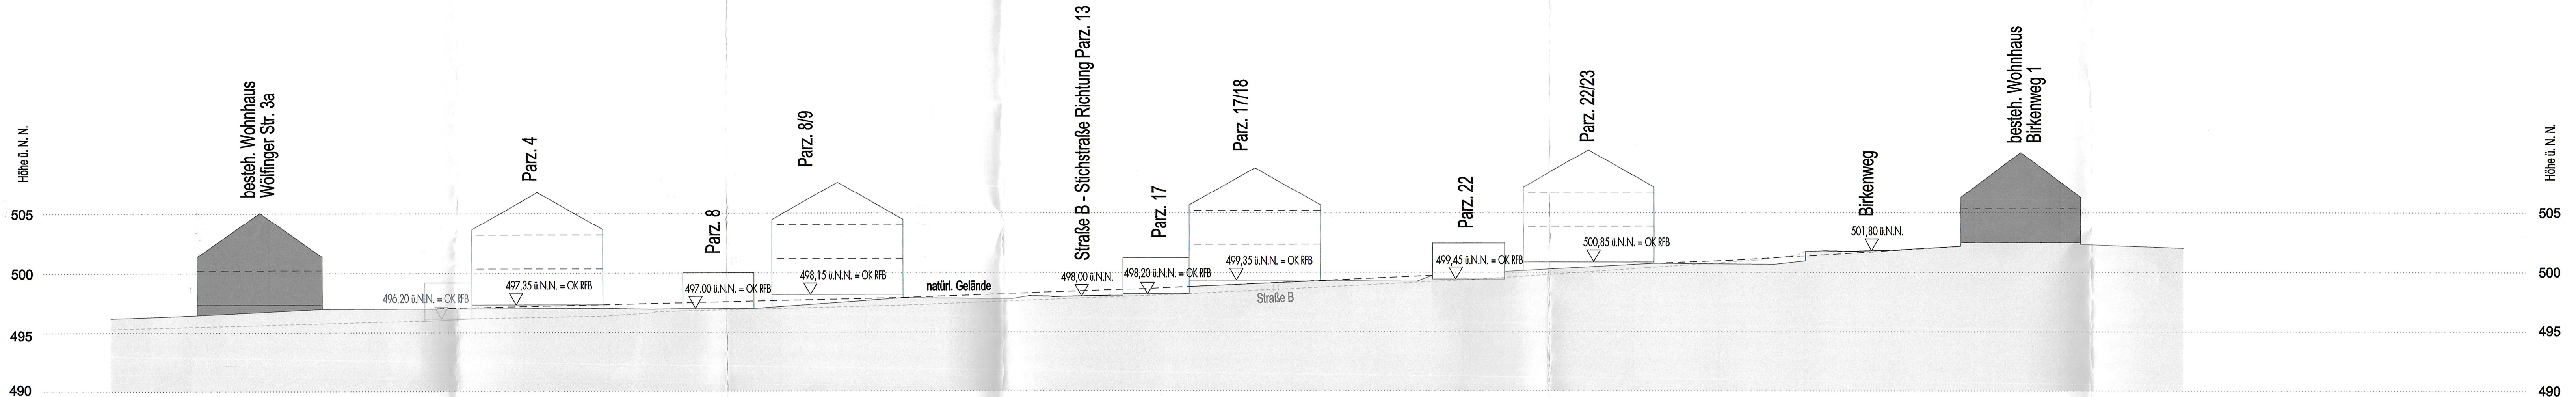 Höhe ü. N. N.
505
500
495
490
besteh. Wohnhaus
Wölfinger Str. 3a
496,20 ü.N.N. = OK RFB
Parz. 4
497,35 ü.N.N. = OK RFB
Parz. 8
497,00 ü.N.N. = OK RFB
Parz. 8/9
498,15 ü.N.N. = OK RFB
natürl. Gelände
Straße B - Stichstraße Richtung Parz. 13
498,00 ü.N.N.
Parz. 17
498,20 ü.N.N. = OK RFB
Parz. 17/18
499,35 ü.N.N. = OK RFB
Straße B
Parz. 22
499,45 ü.N.N. = OK RFB
Parz. 22/23
500,85 ü.N.N. = OK RFB
Birkenweg
501,80 ü.N.N.
besteh. Wohnhaus
Birkenweg 1
Höhe ü. N. N.
505
500
495
490